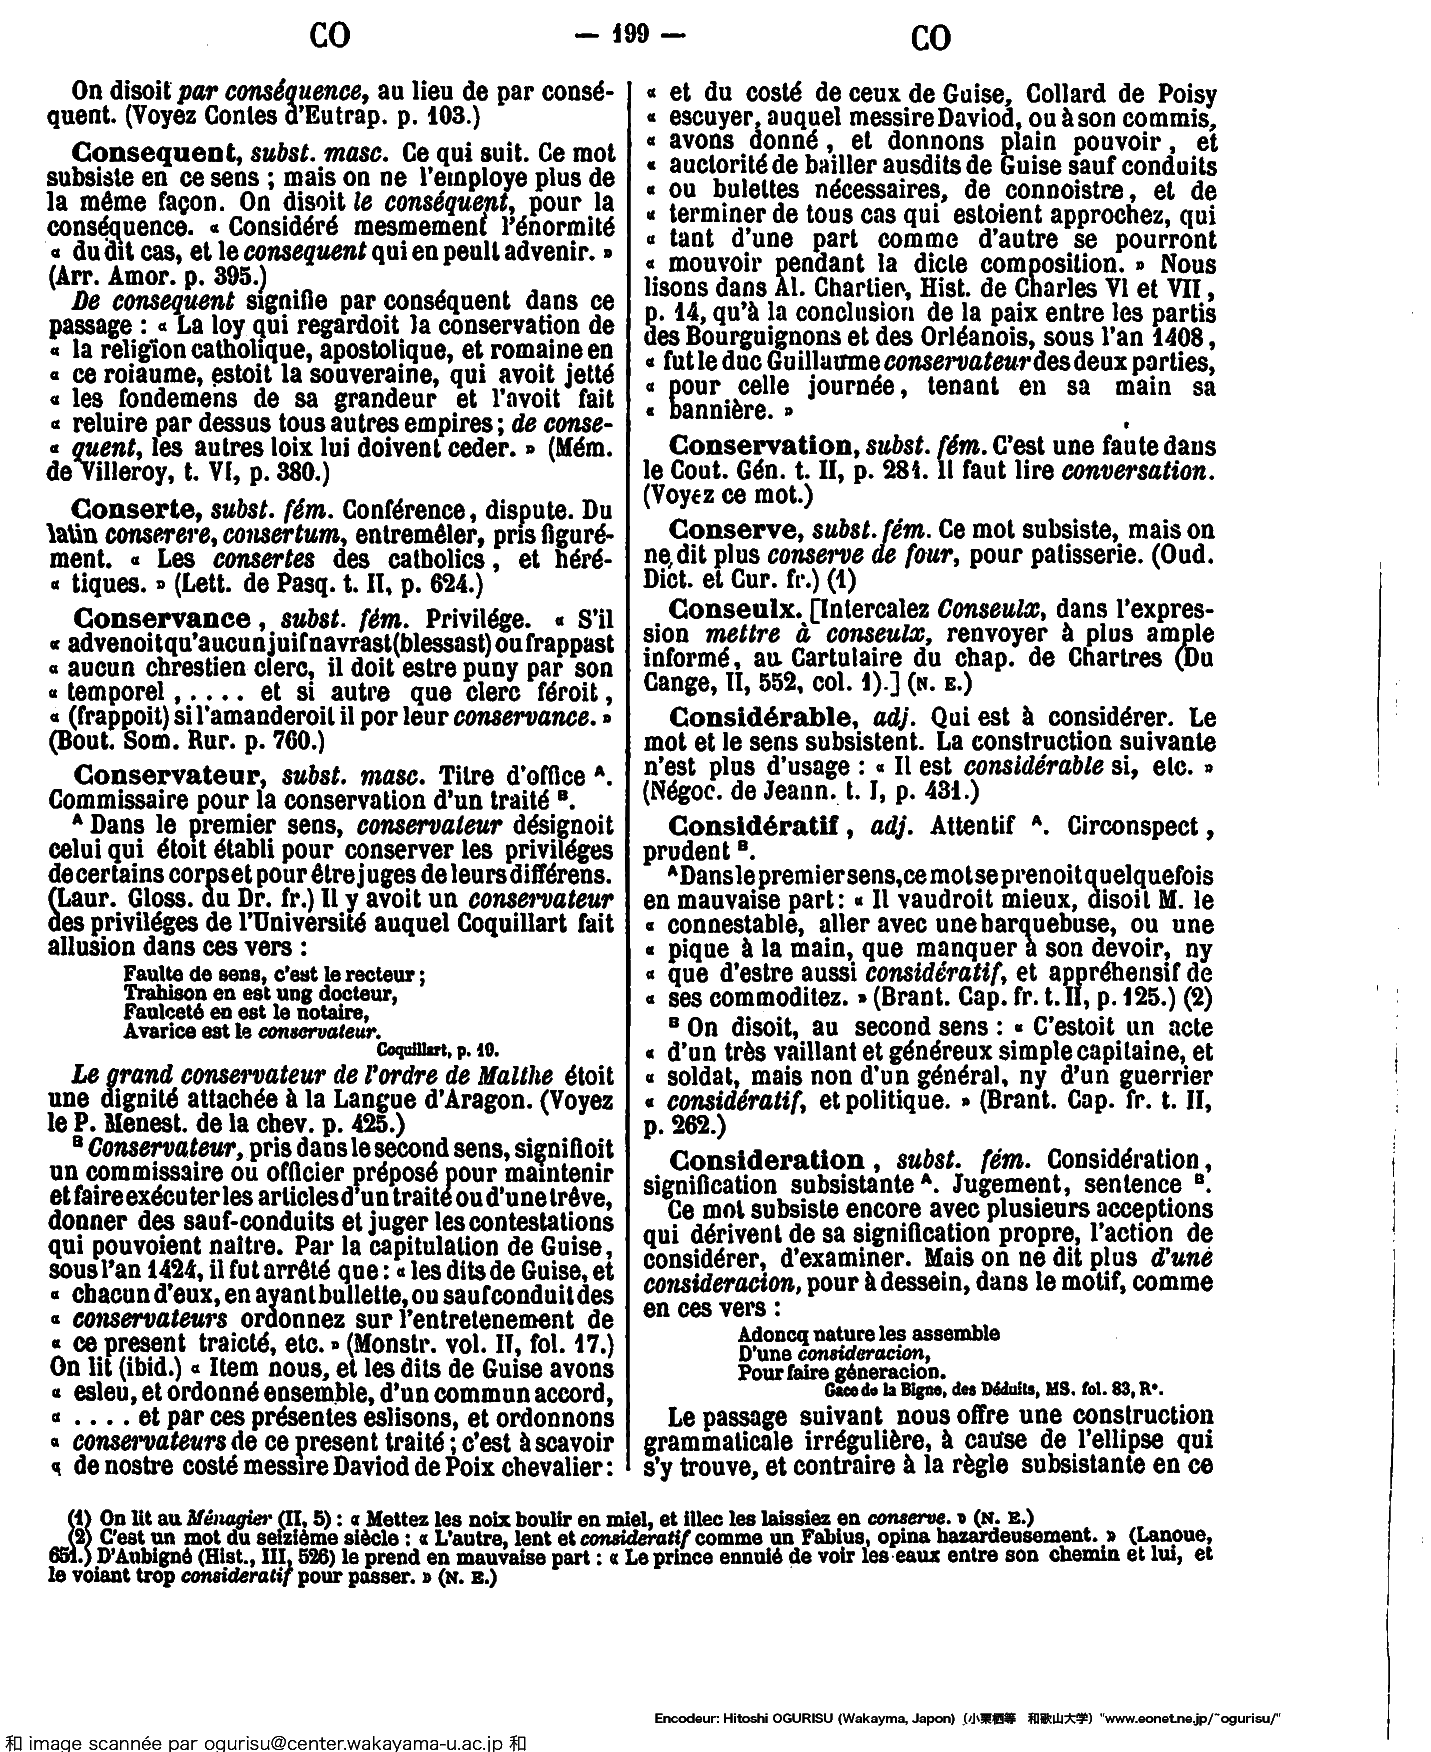 CO
— 199 —
CO
On disoit par conséquence, au lieu de par consé-
quent. (Voyez Contes d'Eutrap. p. 103.)
Consequent, subst. masc. Ce qui suit. Ce mot
subsiste en ce sens ; mais on ne l'employe plus de
la même façon. On disoit le conséquent, pour la
conséquence. « Considéré mesmement l'énormité
« du dit cas, et le consequent qui en peult advenir. »
(Arr. Amor. p. 395.)
De consequent signifie par conséquent dans ce
passage : « La loy qui regardoit la conservation de
« la religion catholique, apostolique, et romaine en
« ce roiaume, estoit la souveraine, qui avoit jetté
« les fondemens de sa grandeur et l'avoit fait
« reluire par dessus tous autres empires ; de conse-
« quent, les autres loix lui doivent ceder. » (Mém.
de Villeroy, t. VI, p. 380.)
Conserte, subst. fém. Conférence, dispute. Du
latin conserere, consertum, entremêler, pris figuré-
ment. « Les consertes des catholics, et héré-
« tiques. » (Lett. de Pasq. t. II, p. 624.)
Conservance, subst. fém. Privilége. « S'il
« advenoit qu'aucun juif navrast (blessast) ou frappast
« aucun chrestien clerc, il doit estre puny par son
« temporel , . . . . et si autre que clerc féroit,
« (frappoit) si l'amanderoit il por leur conservance. »
(Bout. Som. Rur. p. 760.)
Conservateur, subst. masc. Titre d'office A.
Commissaire pour la conservation d'un traité B.
A Dans le premier sens, conservateur désignoit
celui qui étoit établi pour conserver les priviléges
de certains corps et pour être juges de leurs différens.
(Laur. Gloss. du Dr. fr.) Il y avoit un conservateur
des priviléges de l'Université auquel Coquillart fait
allusion dans ces vers :
Faulte de sens, c'est le recteur ;
Trahison en est ung docteur,
Faulceté en est le notaire,
Avarice est le conservateur.
Coquillart, p. 19.
Le grand conservateur de l'ordre de Malthe étoit
une dignité attachée à la Langue d'Aragon. (Voyez
le P. Menest. de la chev. p. 425.)
B Conservateur, pris dans le second sens, signifioit
un commissaire ou officier préposé pour maintenir
et faire exécuter les articles d'un traité ou d'une trêve,
donner des sauf-conduits et juger les contestations
qui pouvoient naître. Par la capitulation de Guise,
sous l'an 1424, il fut arrêté que : « les dits de Guise, et
« chacun d'eux, en ayant bullette, ou saufconduit des
« conservateurs ordonnez sur l'entretenement de
« ce present traicté, etc. » (Monstr. vol. II, fol. 17.)
On lit (ibid.) « Item nous, et les dits de Guise avons
« esleu, et ordonné ensemble, d'un commun accord,
« . . . . et par ces présentes eslisons, et ordonnons
« conservateurs de ce present traité ; c'est à scavoir
« de nostre costé messire Daviod de Poix chevalier :
« et du costé de ceux de Guise, Collard de Poisy
« escuyer, auquel messire Daviod, ou à son commis,
« avons donné, et donnons plain pouvoir, et
« auctorité de bailler ausdits de Guise sauf conduits
« ou bulettes nécessaires, de connoistre, et de
« terminer de tous cas qui estoient approchez, qui
« tant d'une part comme d'autre se pourront
« mouvoir pendant la dicte composition. » Nous
lisons dans Al. Chartier, Hist. de Charles VI et VII,
p. 14, qu'à la conclusion de la paix entre les partis
des Bourguignons et des Orléanois, sous l'an 1408,
« fut le duc Guillaume conservateur des deux parties,
« pour celle journée, tenant en sa main sa
« bannière. »
Conservation, subst. fém. C'est une faute dans
le Cout. Gén. t. II, p. 281. Il faut lire conversation.
(Voyez ce mot.)
Conserve, subst. fém. Ce mot subsiste, mais on
ne dit plus conserve de four, pour patisserie. (Oud.
Dict. et Cur. fr.) (1)
Conseulx. [Intercalez Conseulx, dans l'expres-
sion mettre à conseulx, renvoyer à plus ample
informé, au Cartulaire du chap. de Chartres (Du
Cange, II, 552, col. 1).] (N. E.)
Considérable, adj. Qui est à considérer. Le
mot et le sens subsistent. La construction suivante
n'est plus d'usage : « Il est considérable si, etc. »
(Négoc. de Jeann. t. I, p. 431.)
Considératif, adj. Attentif A. Circonspect,
prudent B.
A Dans le premier sens, ce mot se prenoit quelquefois
en mauvaise part : « Il vaudroit mieux, disoit M. le
« connestable, aller avec une harquebuse, ou une
« pique à la main, que manquer à son devoir, ny
« que d'estre aussi considératif, et appréhensif de
« ses commoditez. » (Brant. Cap. fr. t. II, p. 125.) (2)
B On disoit, au second sens : « C'estoit un acte
« d'un très vaillant et généreux simple capitaine, et
« soldat, mais non d'un général, ny d'un guerrier
« considératif, et politique. » (Brant. Cap. fr. t. II,
p. 262.)
Consideration, subst. fém. Considération,
signification subsistante A. Jugement, sentence B.
Ce mot subsiste encore avec plusieurs acceptions
qui dérivent de sa signification propre, l'action de
considérer, d'examiner. Mais on ne dit plus d'une
consideracion, pour à dessein, dans le motif, comme
en ces vers :
Adoncq nature les assemble
D'une consideracion,
Pour faire géneracion.
Gace de la Bigne, des Déduits, MS. fol. 83, R°.
Le passage suivant nous offre une construction
grammaticale irrégulière, à cause de l'ellipse qui
s'y trouve, et contraire à la règle subsistante en ce
(1) On lit au Ménagier (II, 5) : « Mettez les noix boulir en miel, et illec les laissiez en conserve. » (N. E.)
(2) C'est un mot du seizième siècle : « L'autre, lent et consideratif comme un Fabius, opina hazardeusement. » (Lanoue,
651.) D'Aubigné (Hist., III, 526) le prend en mauvaise part : « Le prince ennuié de voir les eaux entre son chemin et lui, et
le voiant trop consideratif pour passer. » (N. E.)
Encodeur: Hitoshi OGURISU (Wakayma, Japon) (小栗栖等 和歌山大学) "www.eonet.ne.jp/~ogurisu/"
和 image scannée par ogurisu@center.wakayama-u.ac.jp 和